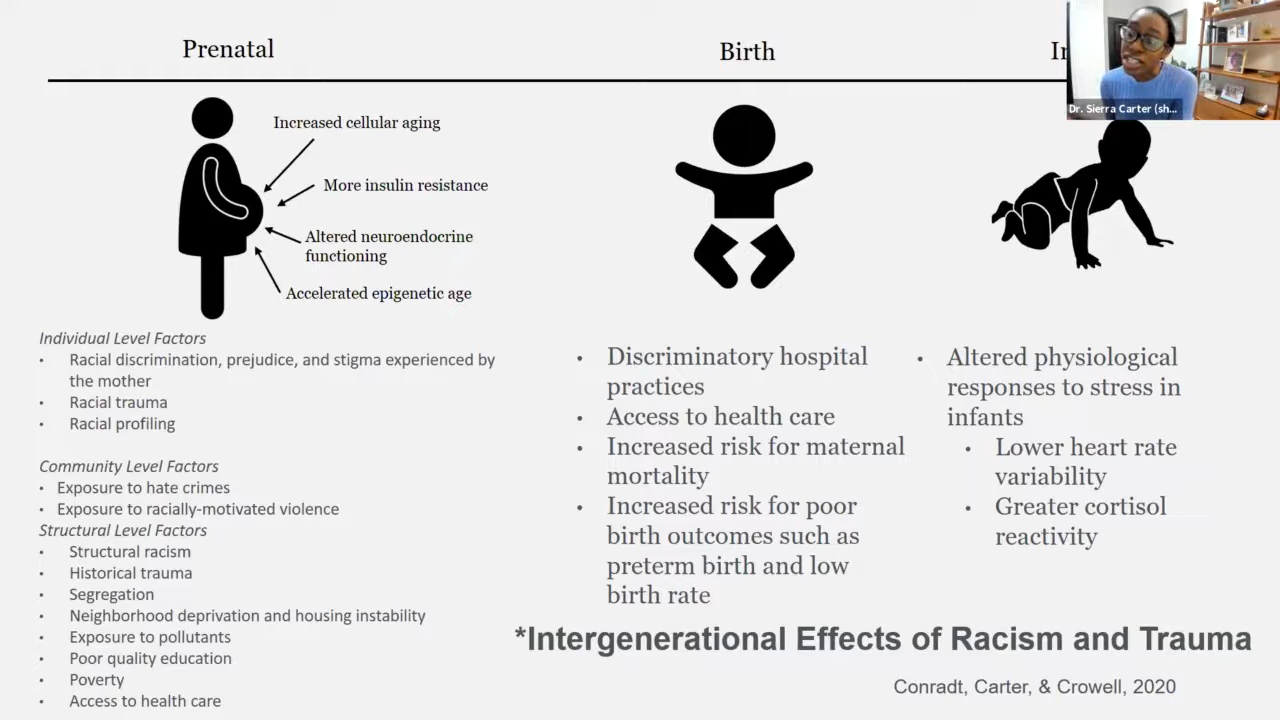 Prenatal
Birth
Dr. Sierra Carter (sh...
Increased cellular aging
More insulin resistance
Altered neuroendocrine
functioning
Accelerated epigenetic age
Individual Level Factors
• Racial discrimination, prejudice, and stigma experienced by
the mother
• Racial trauma
• Racial profiling
Community Level Factors
• Exposure to hate crimes
• Exposure to racially-motivated violence
Structural Level Factors
• Structural racism
• Historical trauma
• Segregation
• Neighborhood deprivation and housing instability
• Exposure to pollutants
• Poor quality education
• Poverty
• Access to health care
• Discriminatory hospital
practices
• Access to health care
• Increased risk for maternal
mortality
• Increased risk for poor
birth outcomes such as
preterm birth and low
birth rate
• Altered physiological
responses to stress in
infants
• Lower heart rate
variability
• Greater cortisol
reactivity
*Intergenerational Effects of Racism and Trauma
Conradt, Carter, & Crowell, 2020